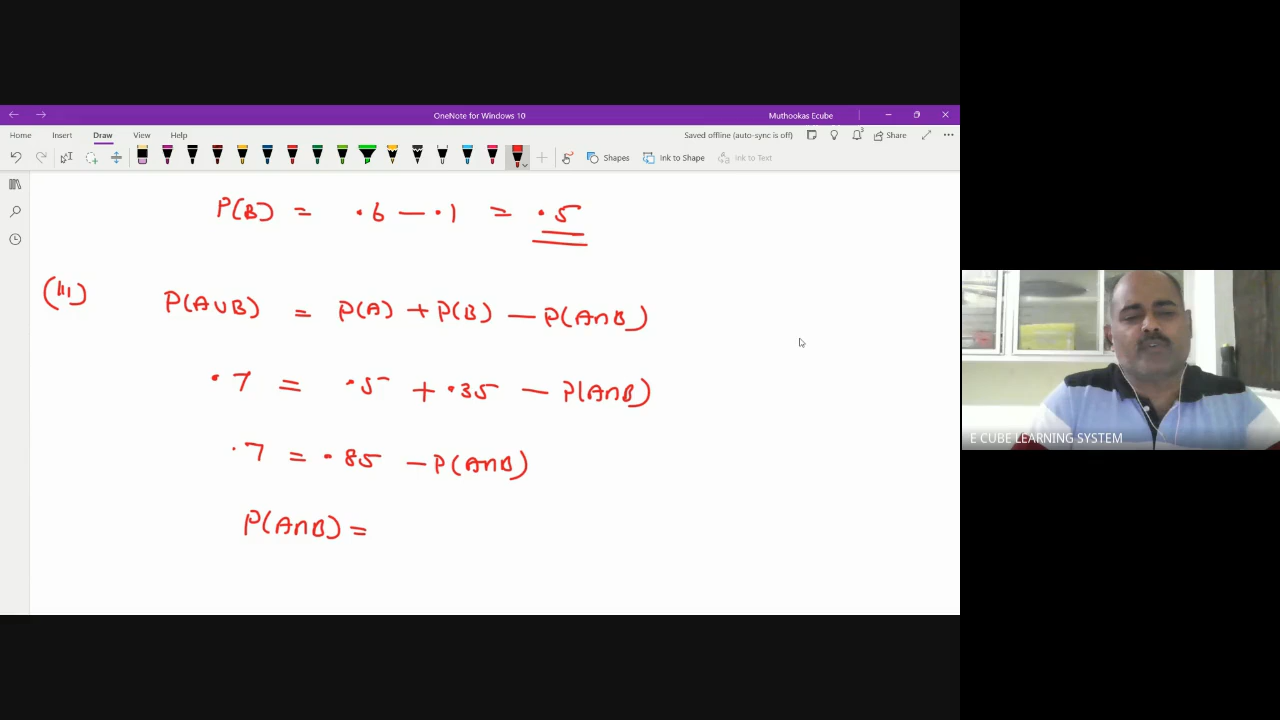 OneNote for Windows 10
Muthookas Ecube
Home Insert Draw View Help
Saved offline (auto-sync is off)
3
Share
Shapes
Ink to Shape
Ink to Text
P(B) = .6 — .1 = .5
(iii)
P(A∪B) = P(A) + P(B) — P(A∩B)
.7 = .5 + .35 — P(A∩B)
.7 = .85 — P(A∩B)
P(A∩B) =
E CUBE LEARNING SYSTEM